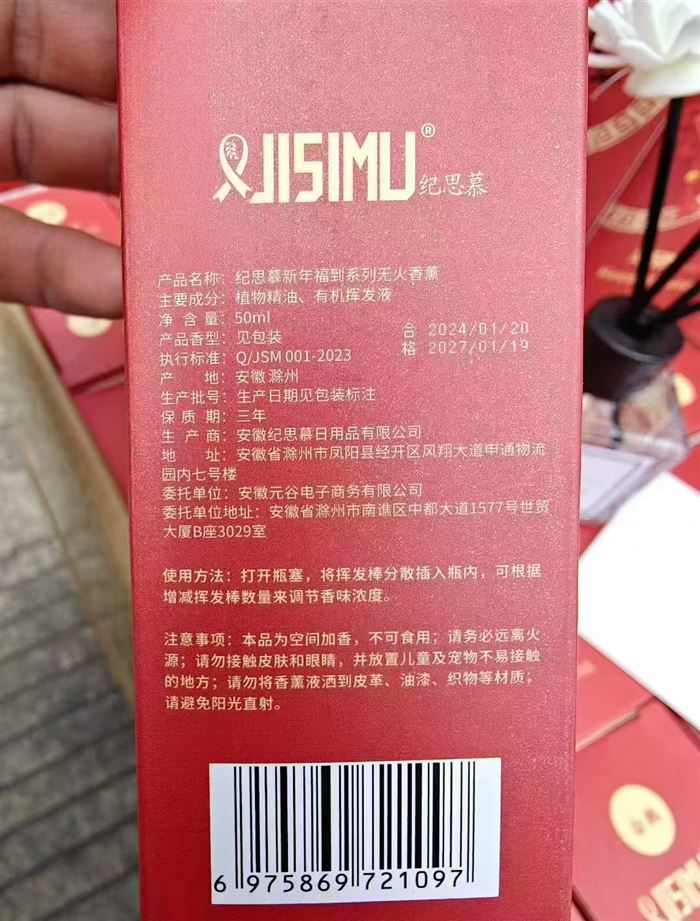 JISIMU®
纪思慕
产品名称：纪思慕新年福到系列无火香薰
主要成分：植物精油、有机挥发液
净 含 量：50ml
产品香型：见包装
合 2024/01/20
执行标准：Q/JSM 001-2023
格 2027/01/19
产 地：安徽滁州
生产批号：生产日期见包装标注
保 质 期：三年
生 产 商：安徽纪思慕日用品有限公司
地 址：安徽省滁州市凤阳县经开区风翔大道申通物流
园内七号楼
委托单位：安徽元谷电子商务有限公司
委托单位地址：安徽省滁州市南谯区中都大道1577号世贸
大厦B座3029室
使用方法：打开瓶塞，将挥发棒分散插入瓶内，可根据
增减挥发棒数量来调节香味浓度。
注意事项：本品为空间加香，不可食用；请务必远离火
源；请勿接触皮肤和眼睛，并放置儿童及宠物不易接触
的地方；请勿将香薰液洒到皮革、油漆、织物等材质；
请避免阳光直射。
6 975869 721097